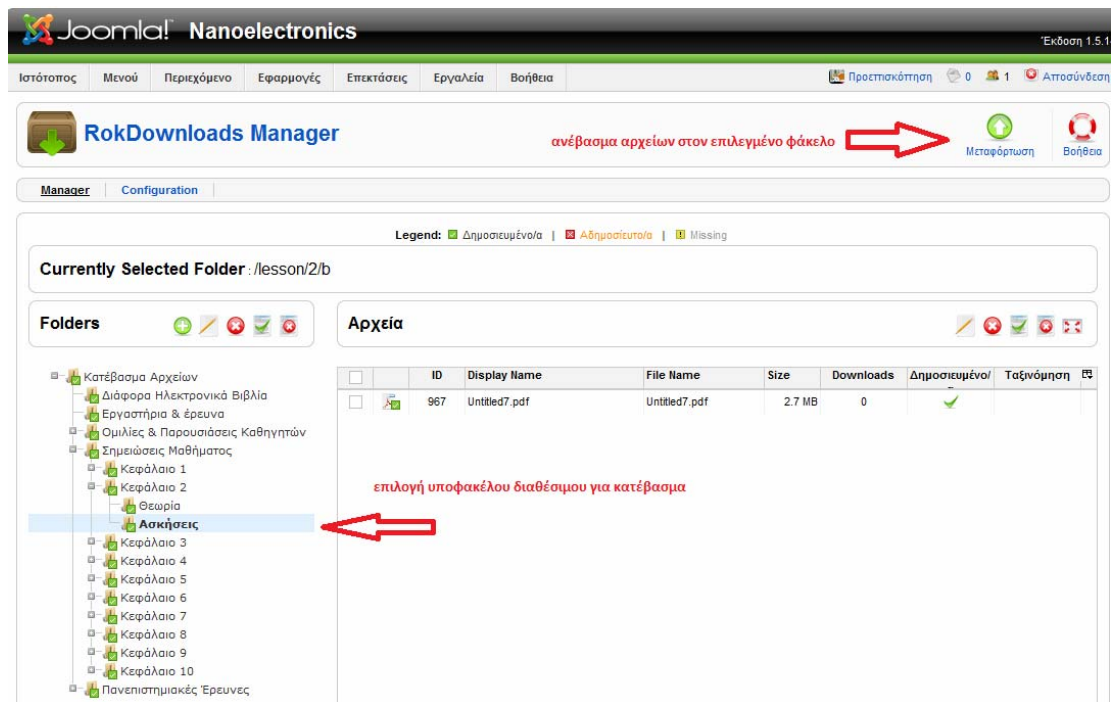 Joomla! Nanoelectronics
Έκδοση 1.5.1
Ιστότοπος Μενού Περιεχόμενο Εφαρμογές Επεκτάσεις Εργαλεία Βοήθεια Προεπισκόπηση 0 1 Αποσύνδεση
RokDownloads Manager
ανέβασμα αρχείων στον επιλεγμένο φάκελο
Μεταφόρτωση Βοήθεια
Manager Configuration
Legend: Δημοσιευμένο/α | Αδημοσίευτο/α | Missing
Currently Selected Folder : /lesson/2/b
Folders
Αρχεία
ID Display Name File Name Size Downloads Δημοσιευμένο/ Ταξινόμηση
967 Untitled7.pdf Untitled7.pdf 2.7 MB 0
Κατέβασμα Αρχείων
Διάφορα Ηλεκτρονικά Βιβλία
Εργαστήρια & έρευνα
Ομιλίες & Παρουσιάσεις Καθηγητών
Σημειώσεις Μαθήματος
Κεφάλαιο 1
Κεφάλαιο 2
Θεωρία
Ασκήσεις
επιλογή υποφακέλου διαθέσιμου για κατέβασμα
Κεφάλαιο 3
Κεφάλαιο 4
Κεφάλαιο 5
Κεφάλαιο 6
Κεφάλαιο 7
Κεφάλαιο 8
Κεφάλαιο 9
Κεφάλαιο 10
Πανεπιστημιακές Έρευνες